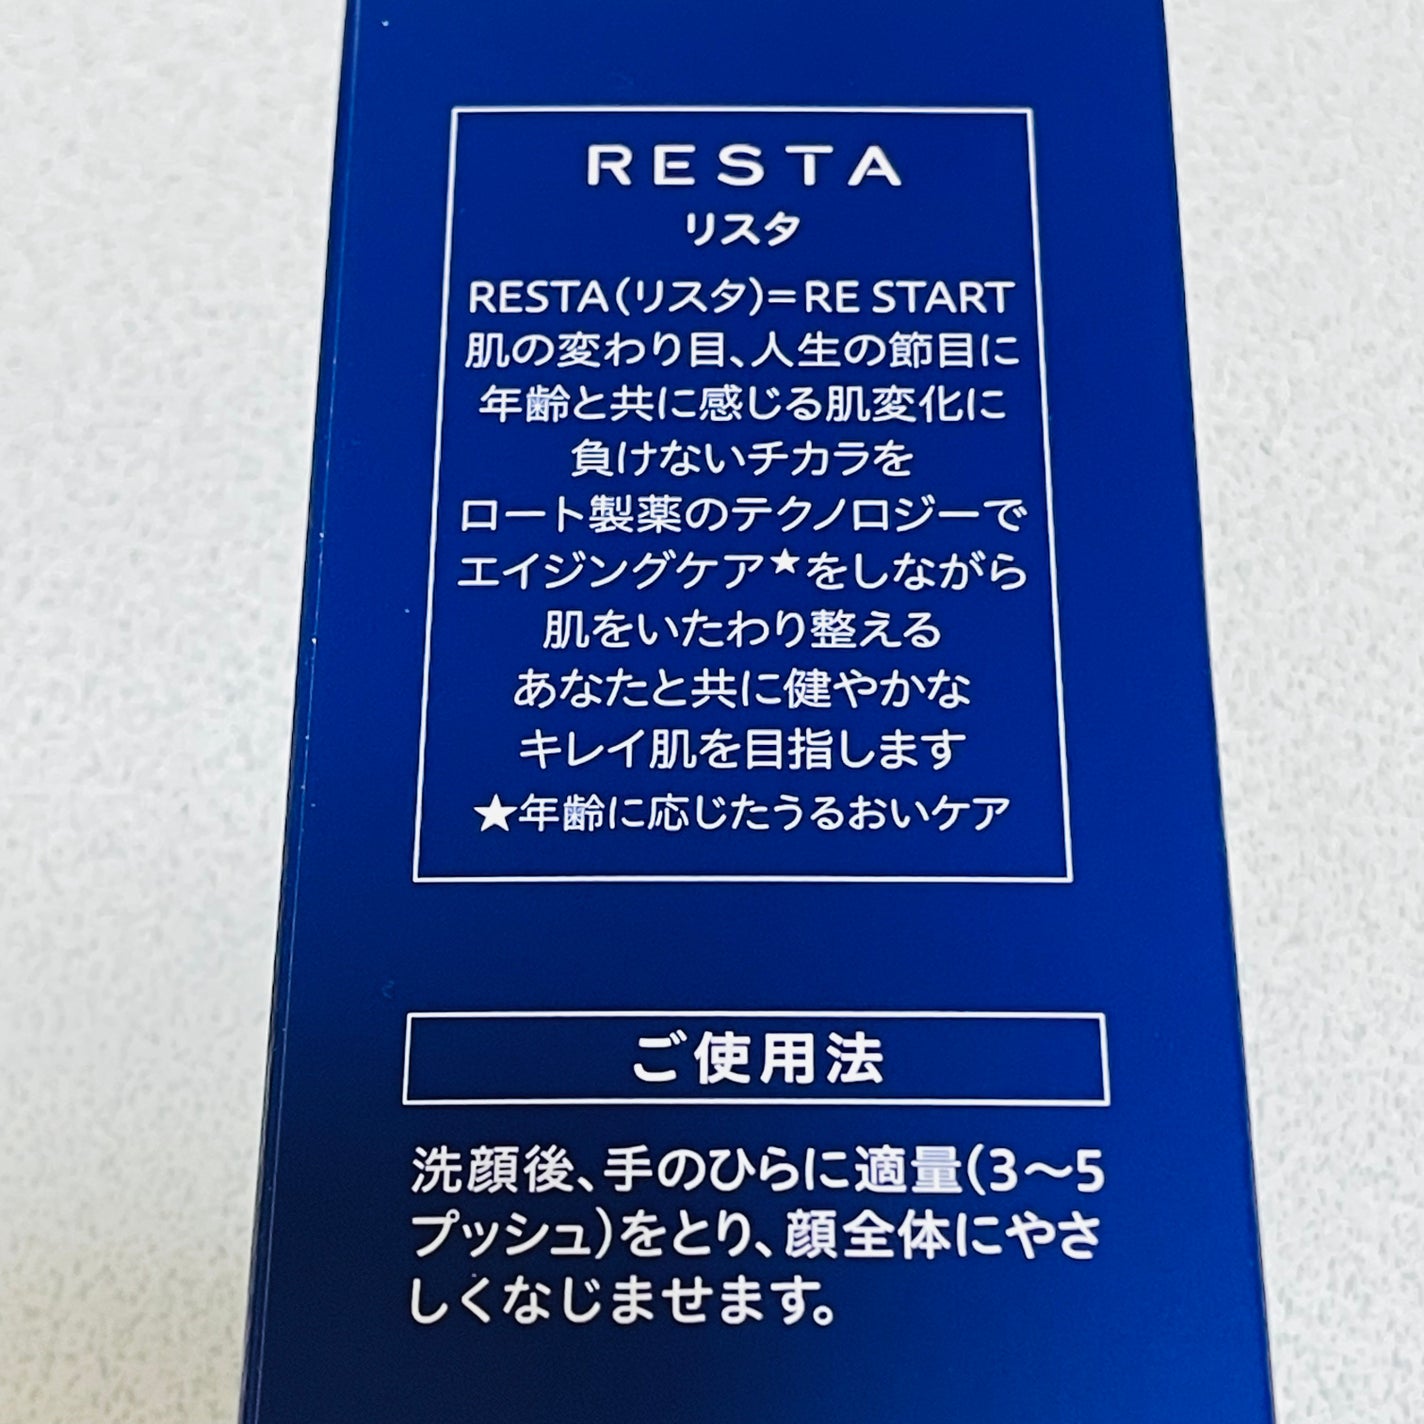 RESTA
リスタ
RESTA(リスタ)=RE START
肌の変わり目、人生の節目に
年齢と共に感じる肌変化に
負けないチカラを
ロート製薬のテクノロジーで
エイジングケア★をしながら
肌をいたわり整える
あなたと共に健やかな
キレイ肌を目指します
★年齢に応じたうるおいケア
ご使用法
洗顔後、手のひらに適量(3〜5
プッシュ)をとり、顔全体にやさ
しくなじませます。